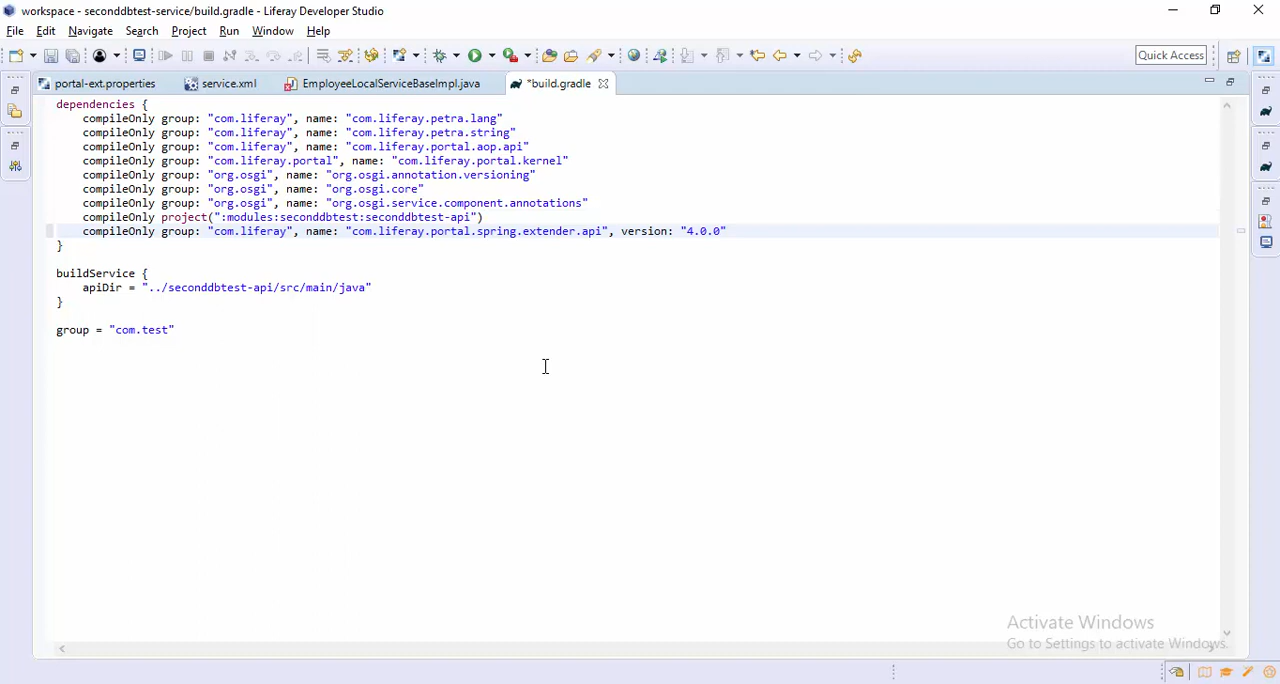 workspace - seconddbtest-service/build.gradle - Liferay Developer Studio
File Edit Navigate Search Project Run Window Help
Quick Access
portal-ext.properties service.xml EmployeeLocalServiceBaseImpl.java *build.gradle
dependencies {
compileOnly group: "com.liferay", name: "com.liferay.petra.lang"
compileOnly group: "com.liferay", name: "com.liferay.petra.string"
compileOnly group: "com.liferay", name: "com.liferay.portal.aop.api"
compileOnly group: "com.liferay.portal", name: "com.liferay.portal.kernel"
compileOnly group: "org.osgi", name: "org.osgi.annotation.versioning"
compileOnly group: "org.osgi", name: "org.osgi.core"
compileOnly group: "org.osgi", name: "org.osgi.service.component.annotations"
compileOnly project(":modules:seconddbtest:seconddbtest-api")
compileOnly group: "com.liferay", name: "com.liferay.portal.spring.extender.api", version: "4.0.0"
}
buildService {
apiDir = "../seconddbtest-api/src/main/java"
}
group = "com.test"
Activate Windows
Go to Settings to activate Windows.